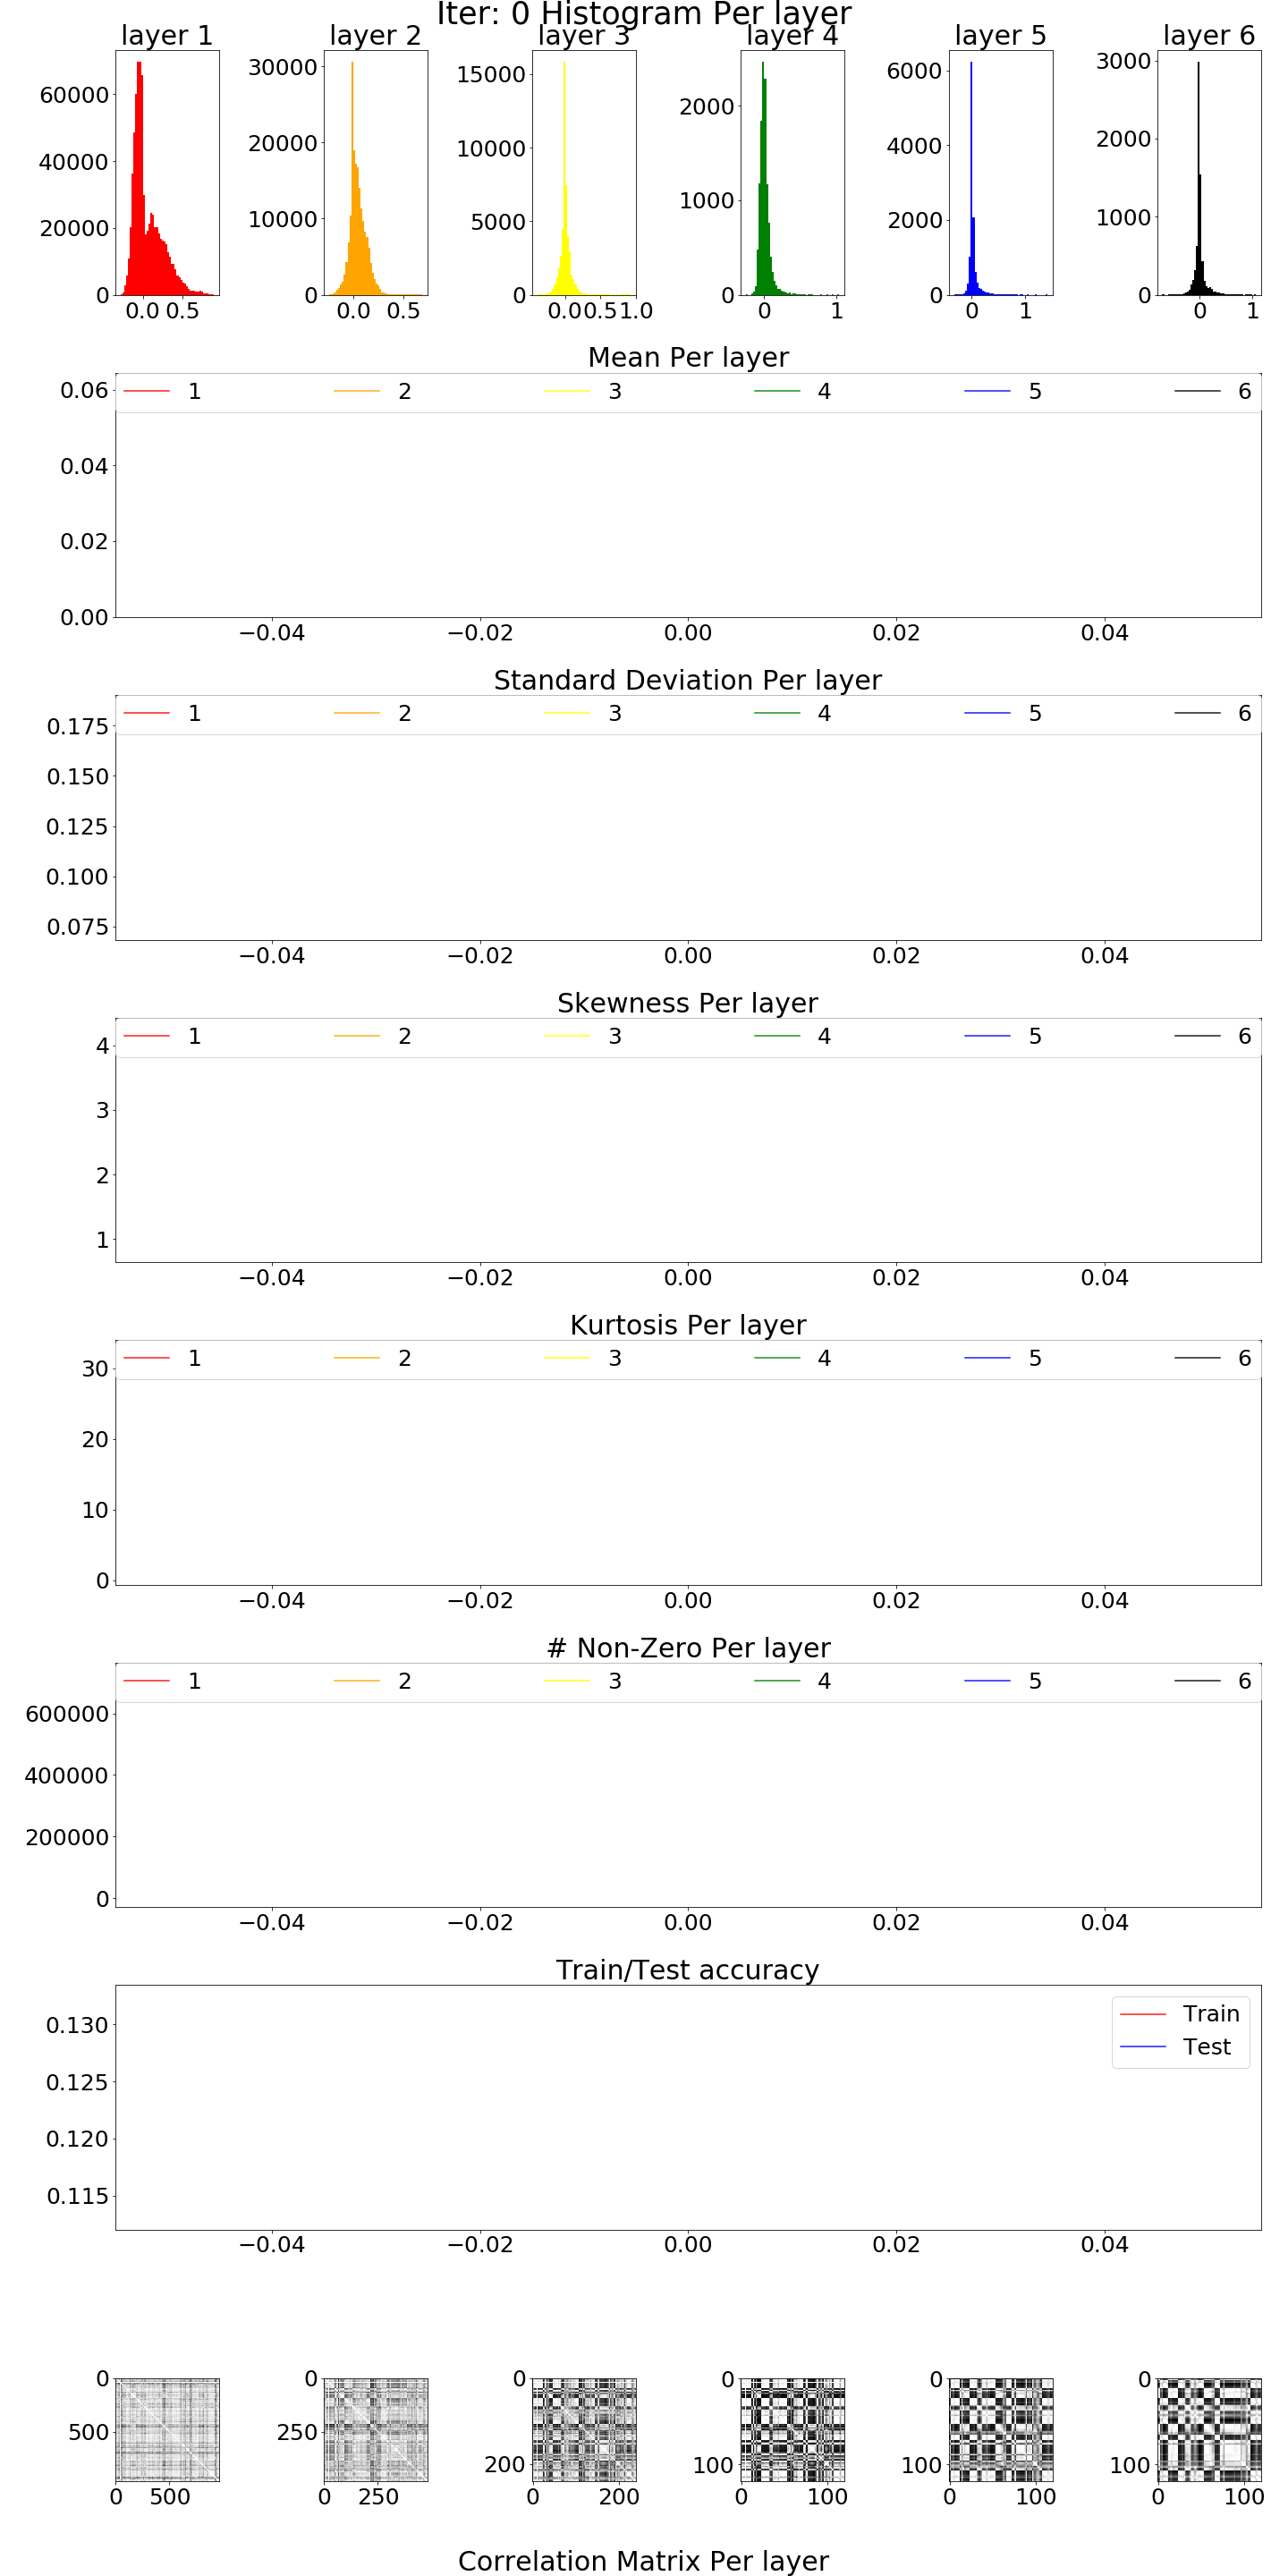 Iter: 0 Histogram Per layer
layer 1 layer 2 layer 3 layer 4 layer 5 layer 6
60000 40000 20000 0 0.0 0.5
30000 20000 10000 0 0.0 0.5
15000 10000 5000 0 0.0 0.5 1.0
2000 1000 0 0 1
6000 4000 2000 0 0 1
3000 2000 1000 0 0 1
Mean Per layer
1 2 3 4 5 6
0.06
0.04
0.02
0.00
−0.04 −0.02 0.00 0.02 0.04
Standard Deviation Per layer
1 2 3 4 5 6
0.175
0.150
0.125
0.100
0.075
−0.04 −0.02 0.00 0.02 0.04
Skewness Per layer
1 2 3 4 5 6
4
3
2
1
−0.04 −0.02 0.00 0.02 0.04
Kurtosis Per layer
1 2 3 4 5 6
30
20
10
0
−0.04 −0.02 0.00 0.02 0.04
# Non-Zero Per layer
1 2 3 4 5 6
600000
400000
200000
0
−0.04 −0.02 0.00 0.02 0.04
Train/Test accuracy
Train
Test
0.130
0.125
0.120
0.115
−0.04 −0.02 0.00 0.02 0.04
0 500 0 500
0 250 0 250
0 200 0 200
0 100 0 100
0 100 0 100
0 100 0 100
Correlation Matrix Per layer